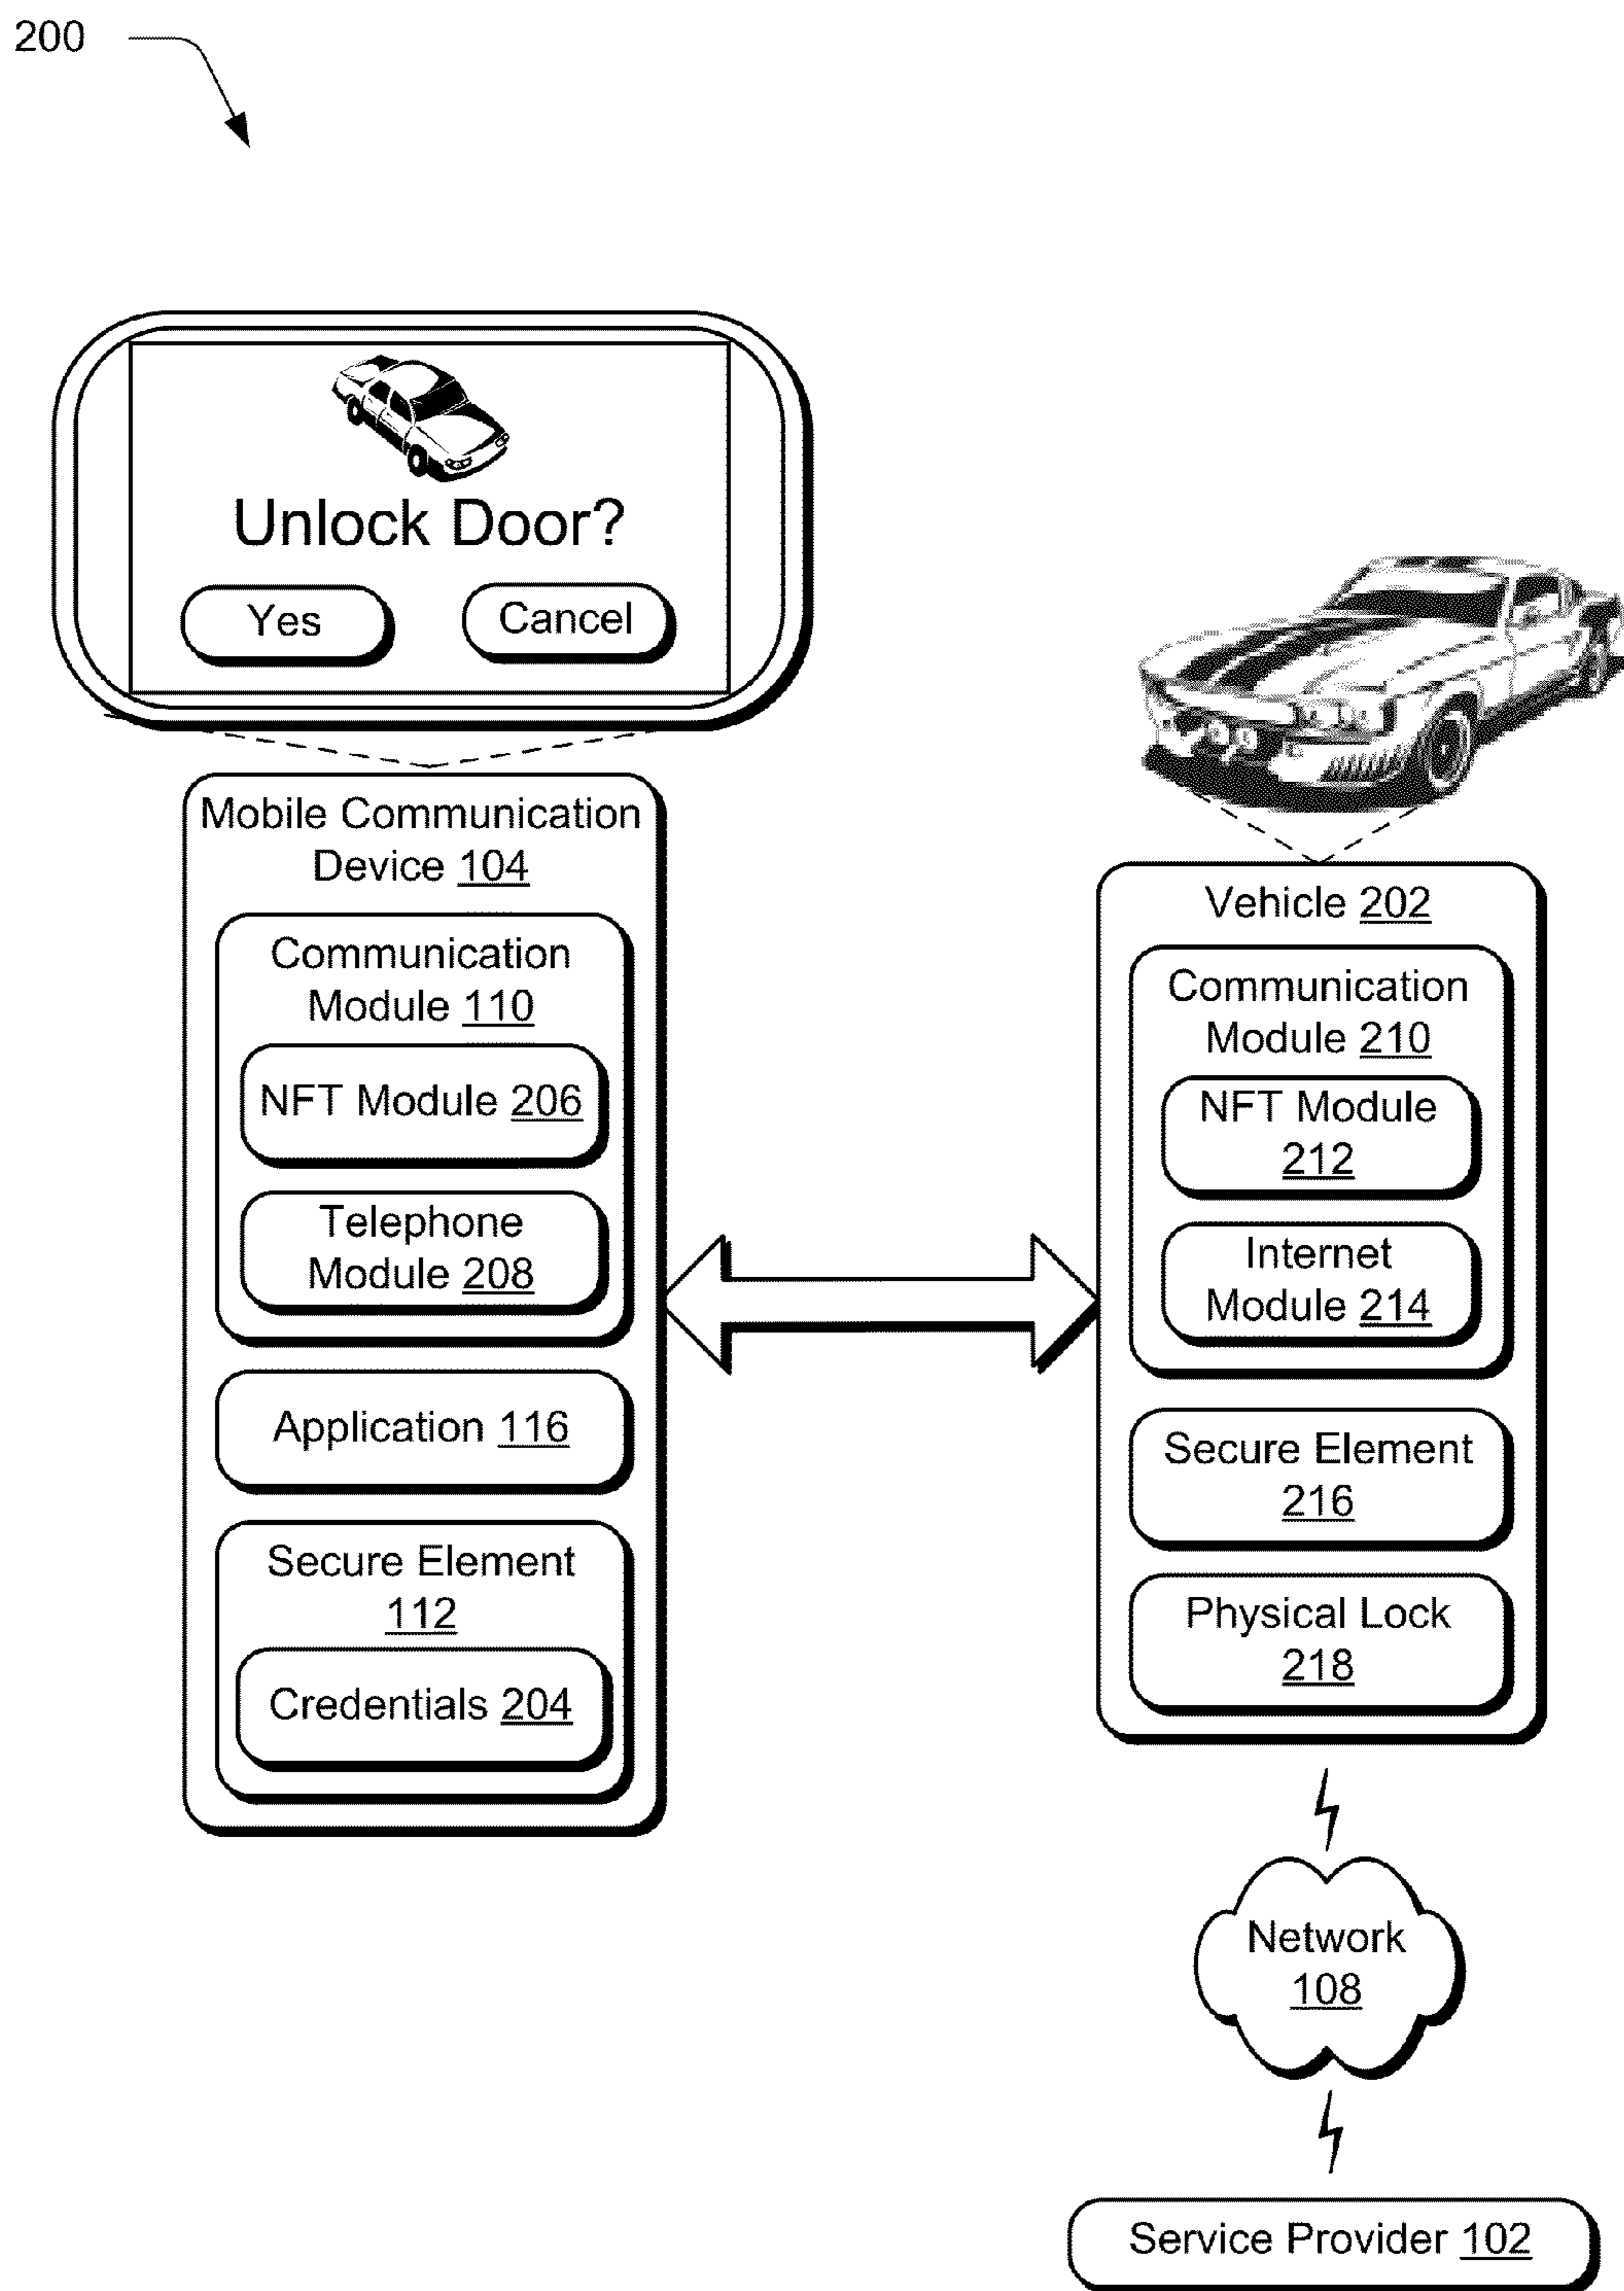 200
Unlock Door?
Yes
Cancel
Mobile Communication
Device 104
Communication
Module 110
NFT Module 206
Telephone
Module 208
Application 116
Secure Element
112
Credentials 204
Vehicle 202
Communication
Module 210
NFT Module
212
Internet
Module 214
Secure Element
216
Physical Lock
218
Network
108
Service Provider 102